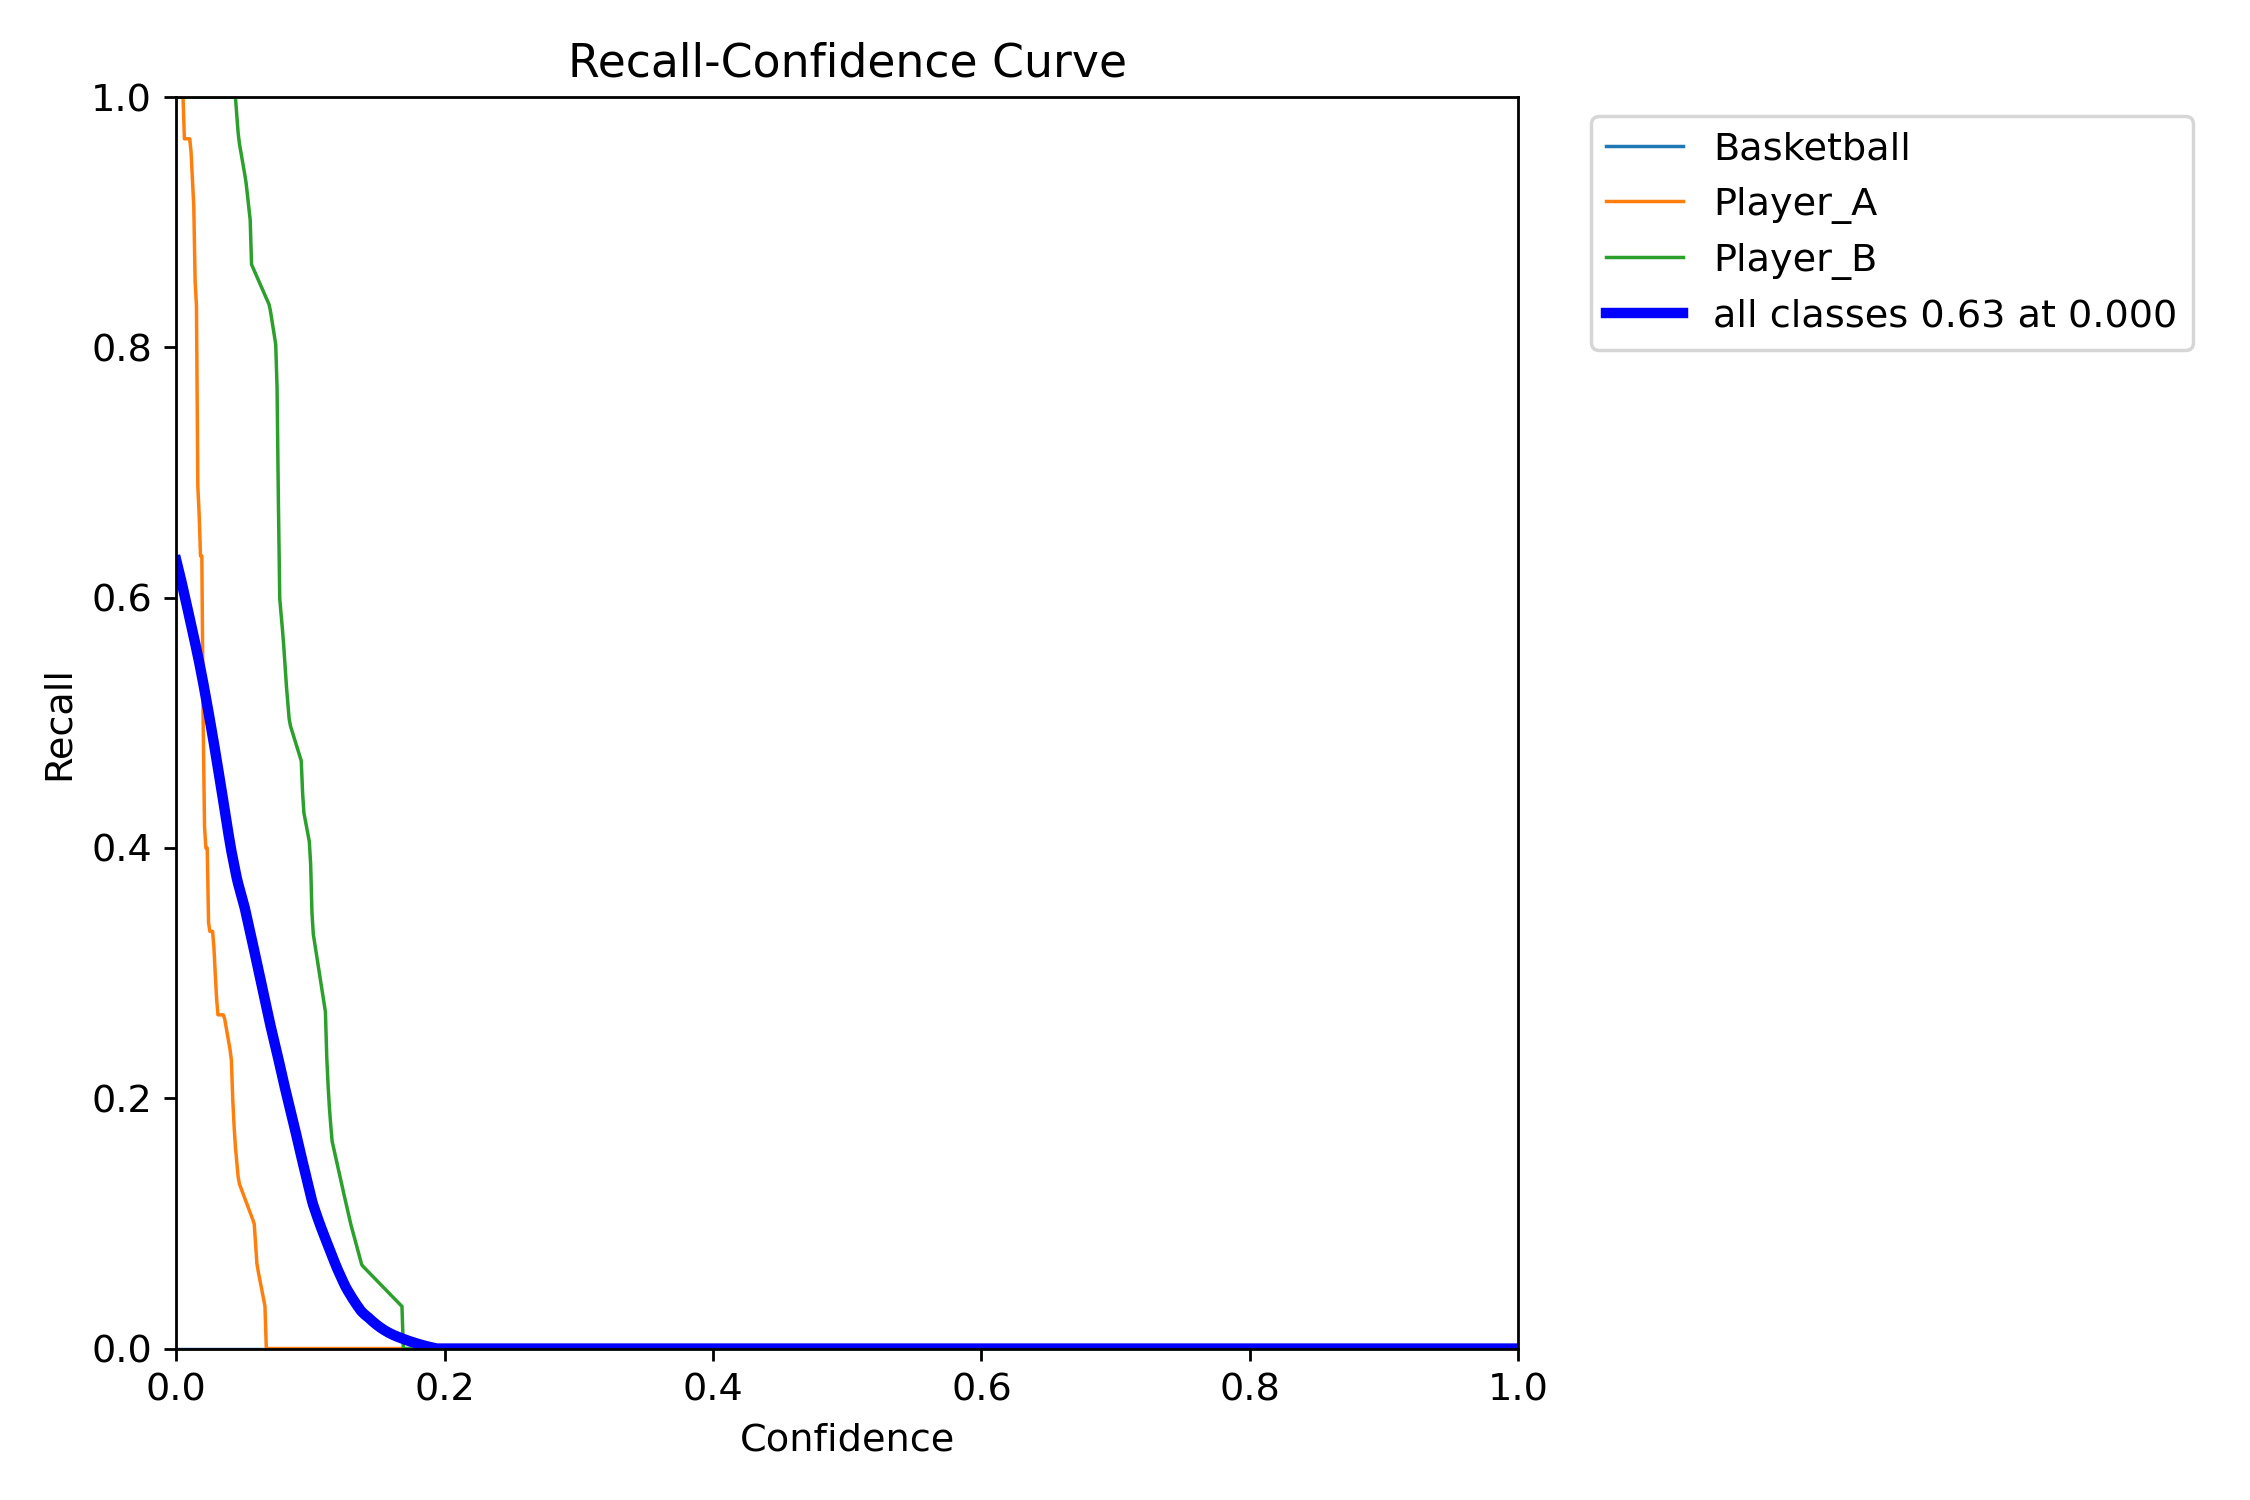 Recall-Confidence Curve
1.0
0.8
0.6
0.4
0.2
0.0
Recall
0.0 0.2 0.4 0.6 0.8 1.0
Confidence
Basketball
Player_A
Player_B
all classes 0.63 at 0.000